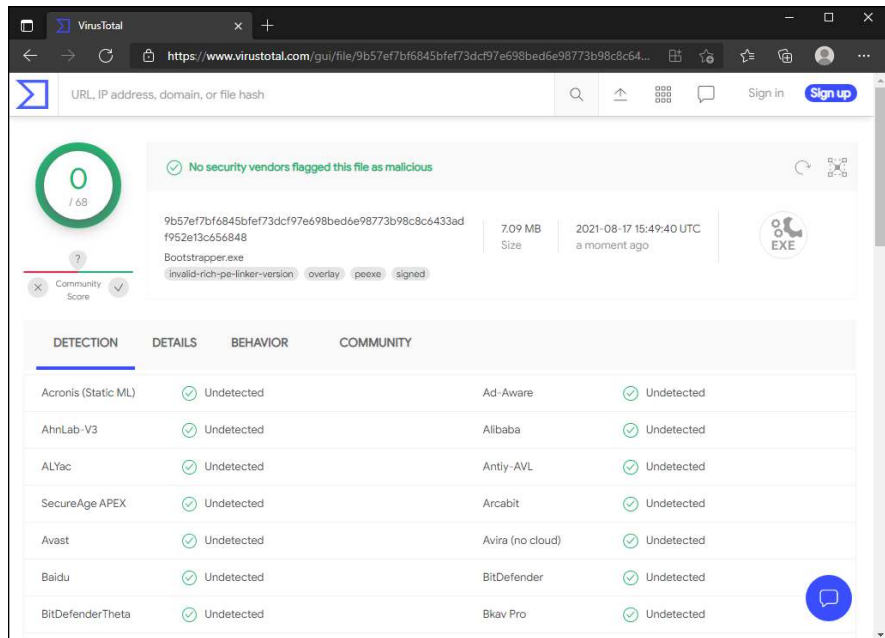 VirusTotal
https://www.virustotal.com/gui/file/9b57ef7bf6845bfef73dcf97e698bed6e98773b98c8c64...
URL, IP address, domain, or file hash
Sign in
Sign up
0
/ 68
No security vendors flagged this file as malicious
9b57ef7bf6845bfef73dcf97e698bed6e98773b98c8c6433ad
f952e13c656848
Bootstrapper.exe
invalid-rich-pe-linker-version overlay peexe signed
7.09 MB
Size
2021-08-17 15:49:40 UTC
a moment ago
EXE
?
Community
Score
DETECTION DETAILS BEHAVIOR COMMUNITY
Acronis (Static ML) Undetected Ad-Aware Undetected
AhnLab-V3 Undetected Alibaba Undetected
ALYac Undetected Antiy-AVL Undetected
SecureAge APEX Undetected Arcabit Undetected
Avast Undetected Avira (no cloud) Undetected
Baidu Undetected BitDefender Undetected
BitDefenderTheta Undetected Bkav Pro Undetected